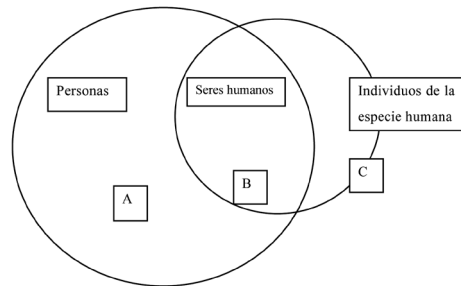 Personas
Seres humanos
Individuos de la
especie humana
A
B
C